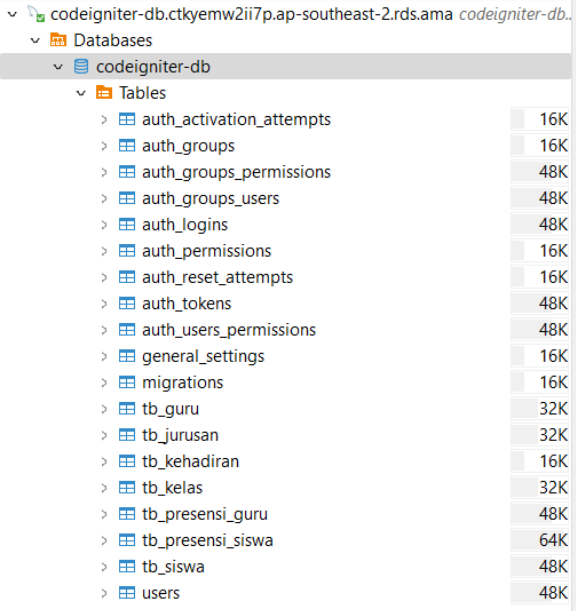 codeigniter-db.ctkyemw2ii7p.ap-southeast-2.rds.ama codeigniter-db...
Databases
codeigniter-db
Tables
auth_activation_attempts 16K
auth_groups 16K
auth_groups_permissions 48K
auth_groups_users 48K
auth_logins 48K
auth_permissions 16K
auth_reset_attempts 16K
auth_tokens 48K
auth_users_permissions 48K
general_settings 16K
migrations 16K
tb_guru 32K
tb_jurusan 32K
tb_kehadiran 16K
tb_kelas 32K
tb_presensi_guru 48K
tb_presensi_siswa 64K
tb_siswa 48K
users 48K